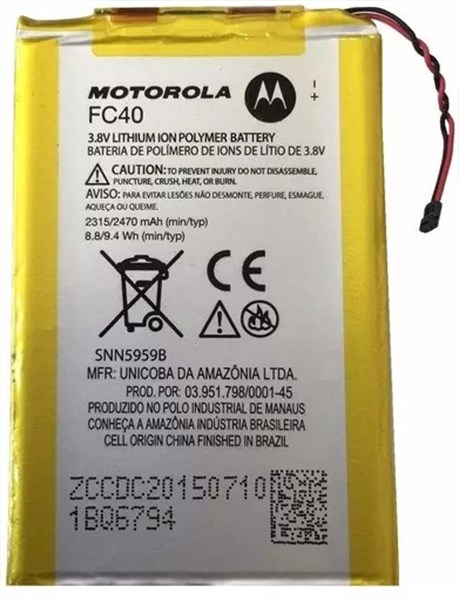 MOTOROLA
FC40
- +
3.8V LITHIUM ION POLYMER BATTERY
BATERIA DE POLÍMERO DE IONS DE LÍTIO DE 3.8V
CAUTION: TO PREVENT INJURY DO NOT DISASSEMBLE,
PUNCTURE, CRUSH, HEAT, OR BURN.
AVISO: PARA EVITAR LESÕES NÃO DESMONTE, PERFURE, ESMAGUE,
AQUEÇA OU QUEIME.
2315/2470 mAh (min/typ)
8.8/9.4 Wh (min/typ)
CE
SNN5959B
MFR: UNICOBA DA AMAZÔNIA LTDA.
PROD. POR: 03.951.798/0001-45
PRODUZIDO NO POLO INDUSTRIAL DE MANAUS
CONHEÇA A AMAZÔNIA INDÚSTRIA BRASILEIRA
CELL ORIGIN CHINA FINISHED IN BRAZIL
ZCCDC20150710
1BQ6794